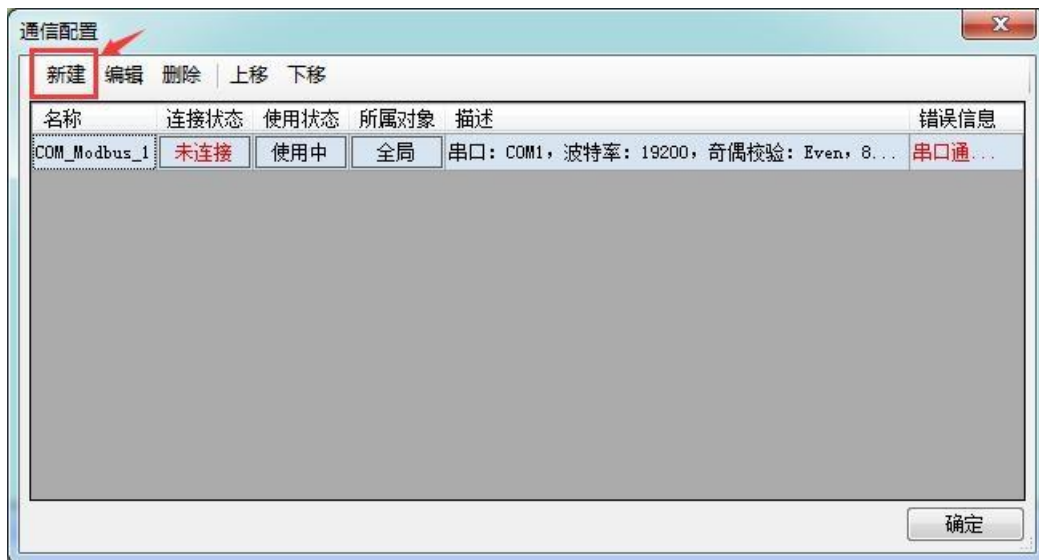 通信配置
新建 编辑 删除 上移 下移
名称 连接状态 使用状态 所属对象 描述 错误信息
COM_Modbus_1 未连接 使用中 全局 串口: COM1, 波特率: 19200, 奇偶校验: Even, 8... 串口通...
确定